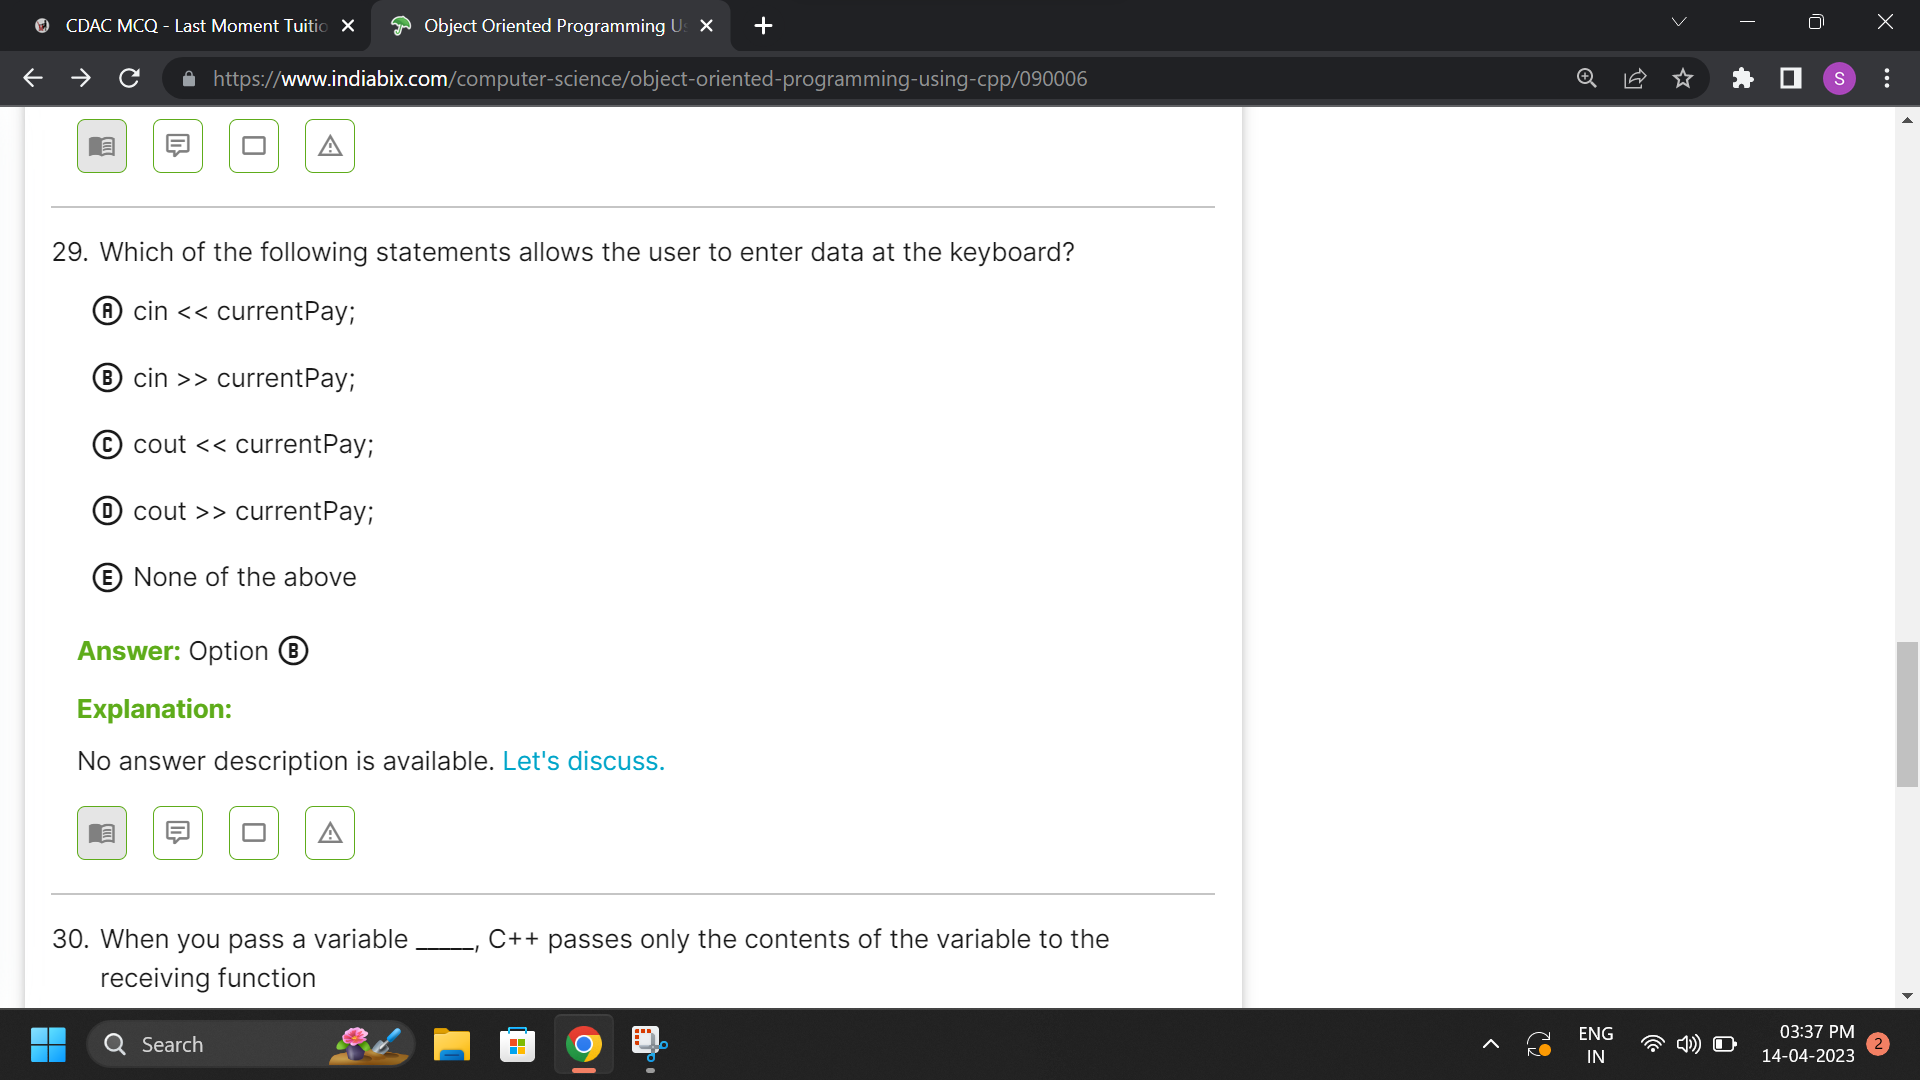 CDAC MCQ - Last Moment Tuitio
Object Oriented Programming U
https://www.indiabix.com/computer-science/object-oriented-programming-using-cpp/090006
S
29. Which of the following statements allows the user to enter data at the keyboard?
A cin << currentPay;
B cin >> currentPay;
C cout << currentPay;
D cout >> currentPay;
E None of the above
Answer: Option B
Explanation:
No answer description is available. Let's discuss.
30. When you pass a variable _____, C++ passes only the contents of the variable to the
receiving function
Search
ENG
IN
03:37 PM
14-04-2023
2